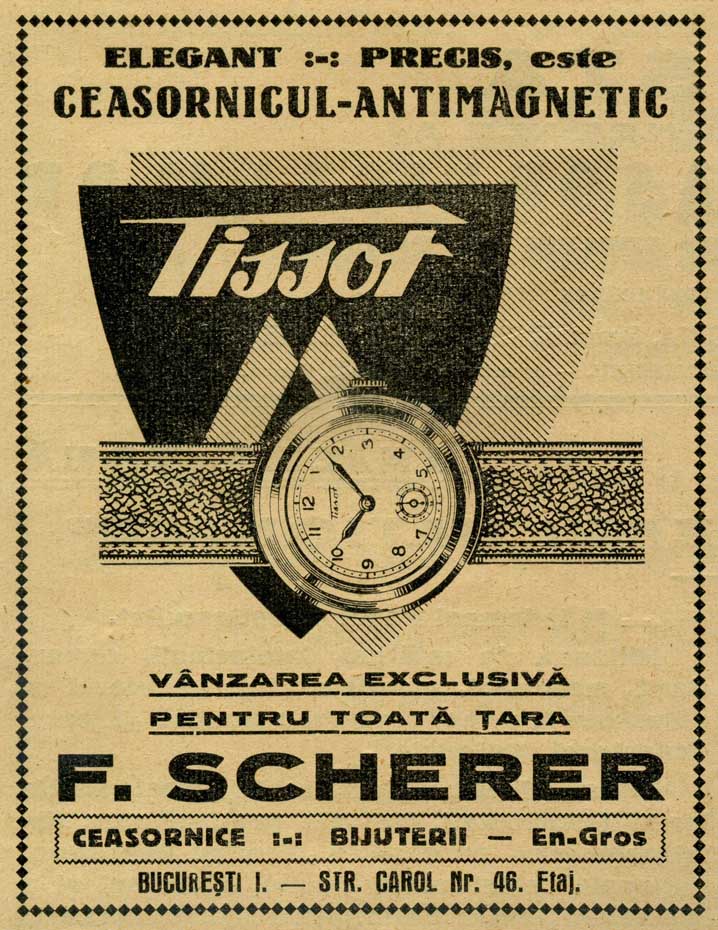 ELEGANT :-: PRECIS, este
CEASORNICUL-ANTIMAGNETIC
Tissot
1 2 3 4 5 7 8 9 10 11 12
Tissot
VÂNZAREA EXCLUSIVĂ
PENTRU TOATĂ ȚARA
F. SCHERER
CEASORNICE :-: BIJUTERII — En-Gros
BUCUREȘTI I. — STR. CAROL Nr. 46. Etaj.